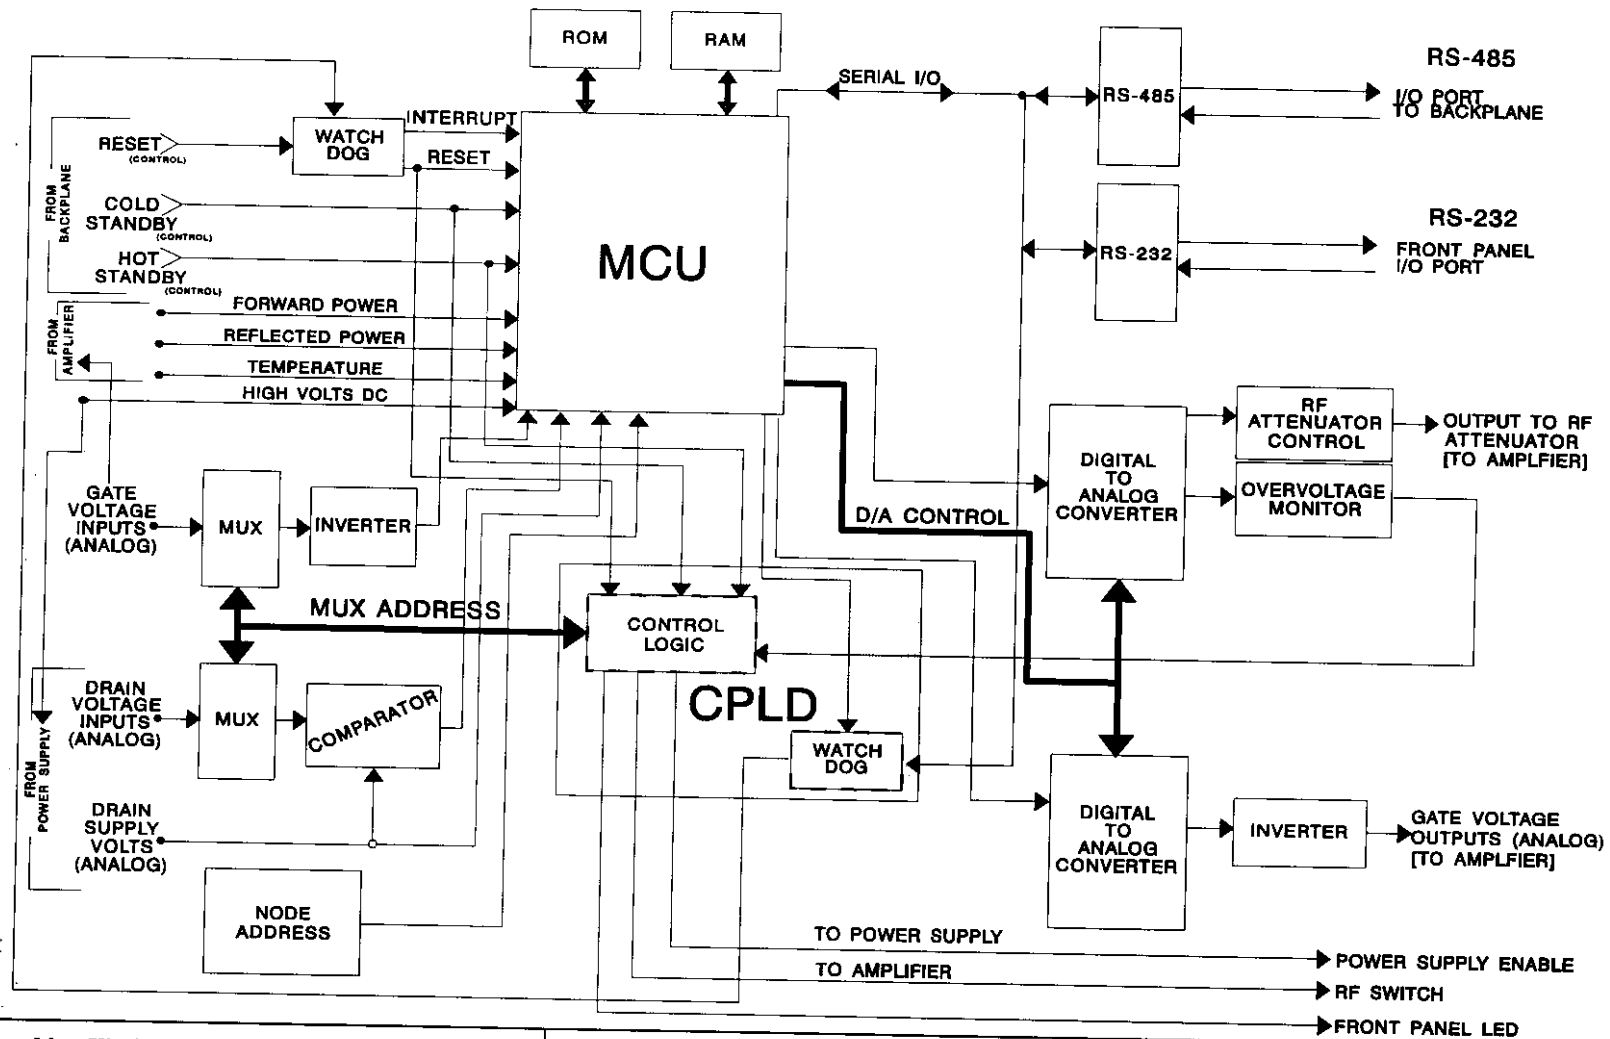 ROM
RAM
SERIAL I/O
RS-485
RS-485
I/O PORT
TO BACKPLANE
INTERRUPT
WATCH
DOG
RESET
(CONTROL)
RESET
FROM
BACKPLANE
COLD
STANDBY
(CONTROL)
HOT
STANDBY
(CONTROL)
MCU
RS-232
RS-232
FRONT PANEL
I/O PORT
FROM
AMPLIFIER
FORWARD POWER
REFLECTED POWER
TEMPERATURE
HIGH VOLTS DC
RF
ATTENUATOR
CONTROL
OUTPUT TO RF
ATTENUATOR
[TO AMPLFIER]
DIGITAL
TO
ANALOG
CONVERTER
OVERVOLTAGE
MONITOR
GATE
VOLTAGE
INPUTS
(ANALOG)
MUX
INVERTER
D/A CONTROL
MUX ADDRESS
CONTROL
LOGIC
CPLD
DRAIN
VOLTAGE
INPUTS
(ANALOG)
MUX
COMPARATOR
WATCH
DOG
FROM
POWER SUPPLY
DRAIN
SUPPLY
VOLTS
(ANALOG)
DIGITAL
TO
ANALOG
CONVERTER
INVERTER
GATE VOLTAGE
OUTPUTS (ANALOG)
[TO AMPLFIER]
NODE
ADDRESS
TO POWER SUPPLY
POWER SUPPLY ENABLE
TO AMPLIFIER
RF SWITCH
FRONT PANEL LED